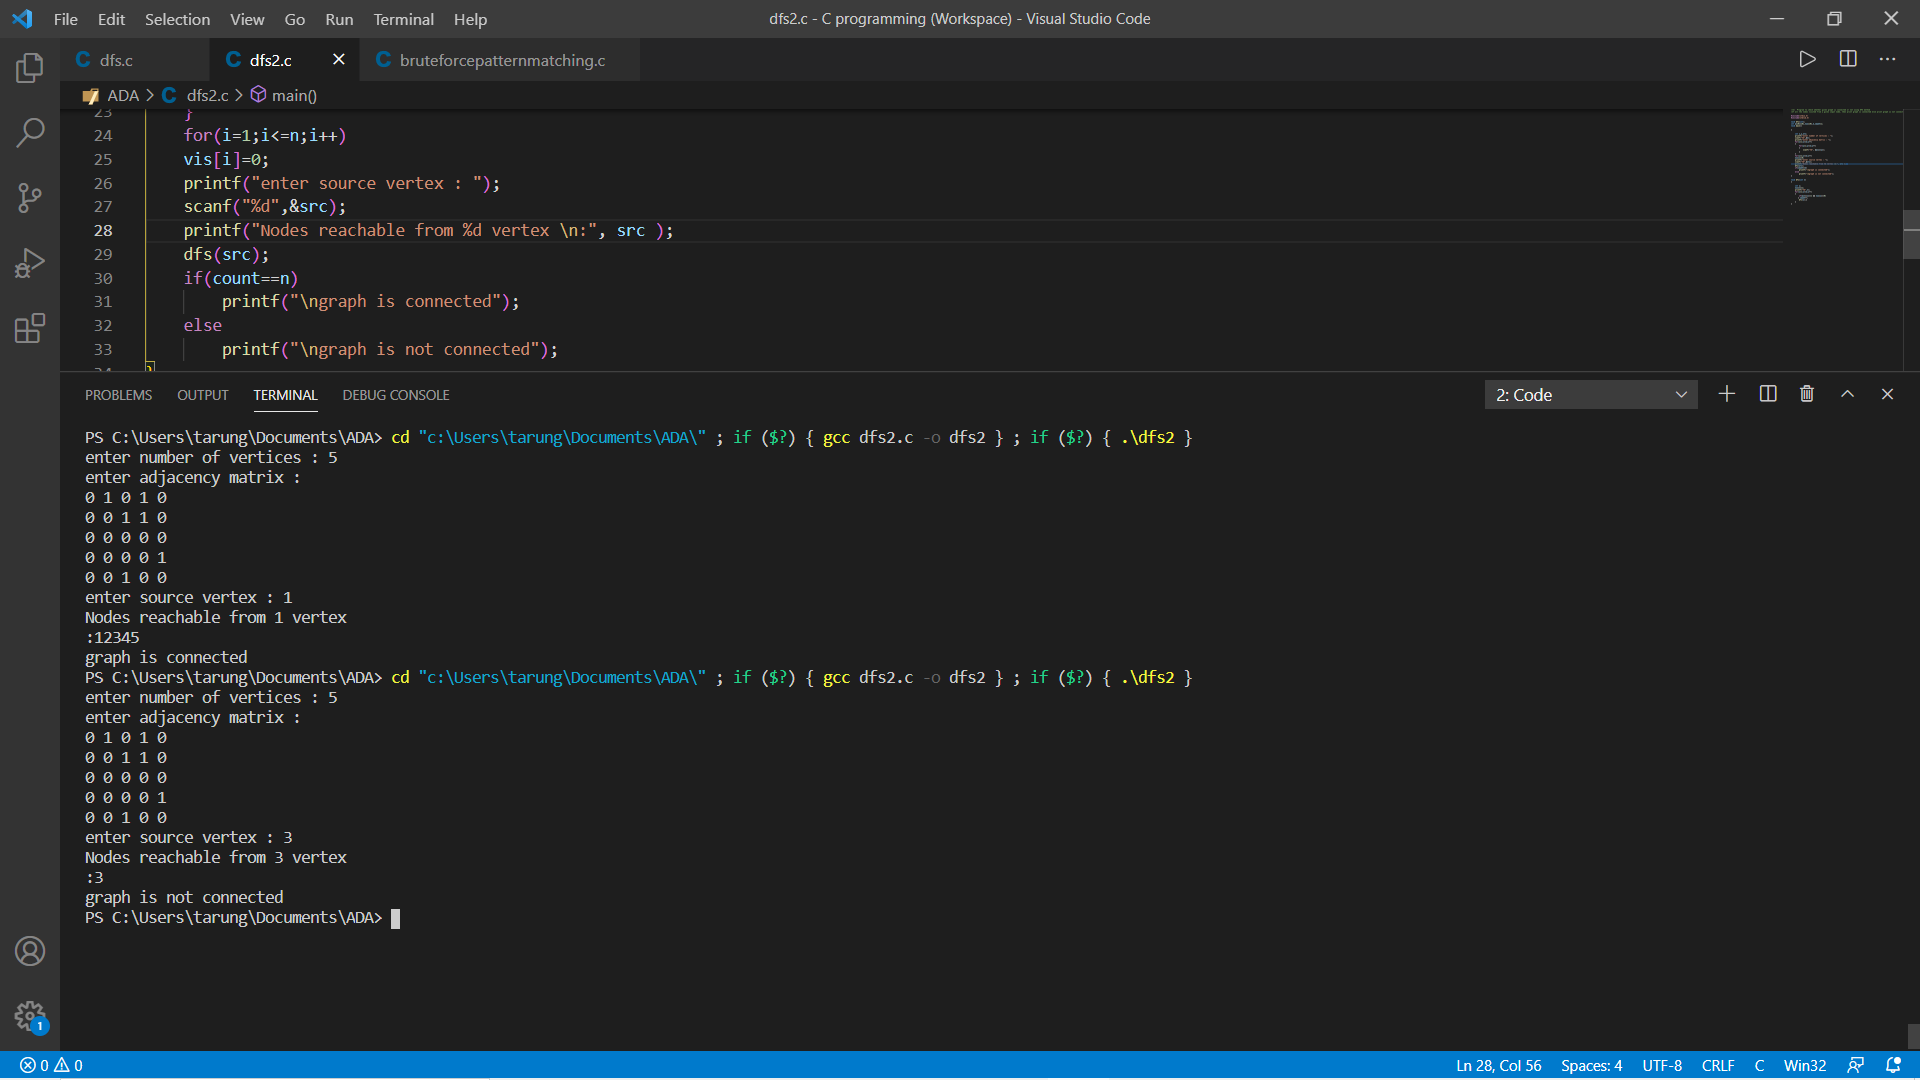 File Edit Selection View Go Run Terminal Help
dfs2.c - C programming (Workspace) - Visual Studio Code
C dfs.c
C dfs2.c
C bruteforcepatternmatching.c
ADA > C dfs2.c > main()
23 }
24 for(i=1;i<=n;i++)
25 vis[i]=0;
26 printf("enter source vertex : ");
27 scanf("%d",&src);
28 printf("Nodes reachable from %d vertex \n:", src );
29 dfs(src);
30 if(count==n)
31 printf("\ngraph is connected");
32 else
33 printf("\ngraph is not connected");
34 }
PROBLEMS OUTPUT TERMINAL DEBUG CONSOLE
2: Code
PS C:\Users\tarung\Documents\ADA> cd "c:\Users\tarung\Documents\ADA\" ; if ($?) { gcc dfs2.c -o dfs2 } ; if ($?) { .\dfs2 }
enter number of vertices : 5
enter adjacency matrix :
0 1 0 1 0
0 0 1 1 0
0 0 0 0 0
0 0 0 0 1
0 0 1 0 0
enter source vertex : 1
Nodes reachable from 1 vertex
:12345
graph is connected
PS C:\Users\tarung\Documents\ADA> cd "c:\Users\tarung\Documents\ADA\" ; if ($?) { gcc dfs2.c -o dfs2 } ; if ($?) { .\dfs2 }
enter number of vertices : 5
enter adjacency matrix :
0 1 0 1 0
0 0 1 1 0
0 0 0 0 0
0 0 0 0 1
0 0 1 0 0
enter source vertex : 3
Nodes reachable from 3 vertex
:3
graph is not connected
PS C:\Users\tarung\Documents\ADA>
1
0 0
Ln 28, Col 56 Spaces: 4 UTF-8 CRLF C Win32